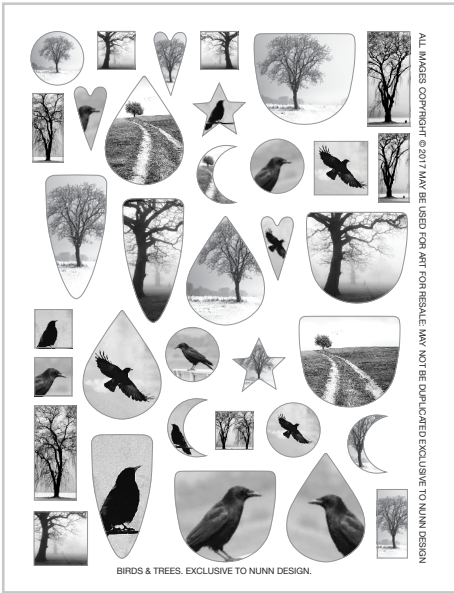 ALL IMAGES COPYRIGHT © 2017 MAY BE USED FOR ART FOR RESALE: MAY NOT BE DUPLICATED EXCLUSIVE TO NUNN DESIGN
BIRDS & TREES. EXCLUSIVE TO NUNN DESIGN.